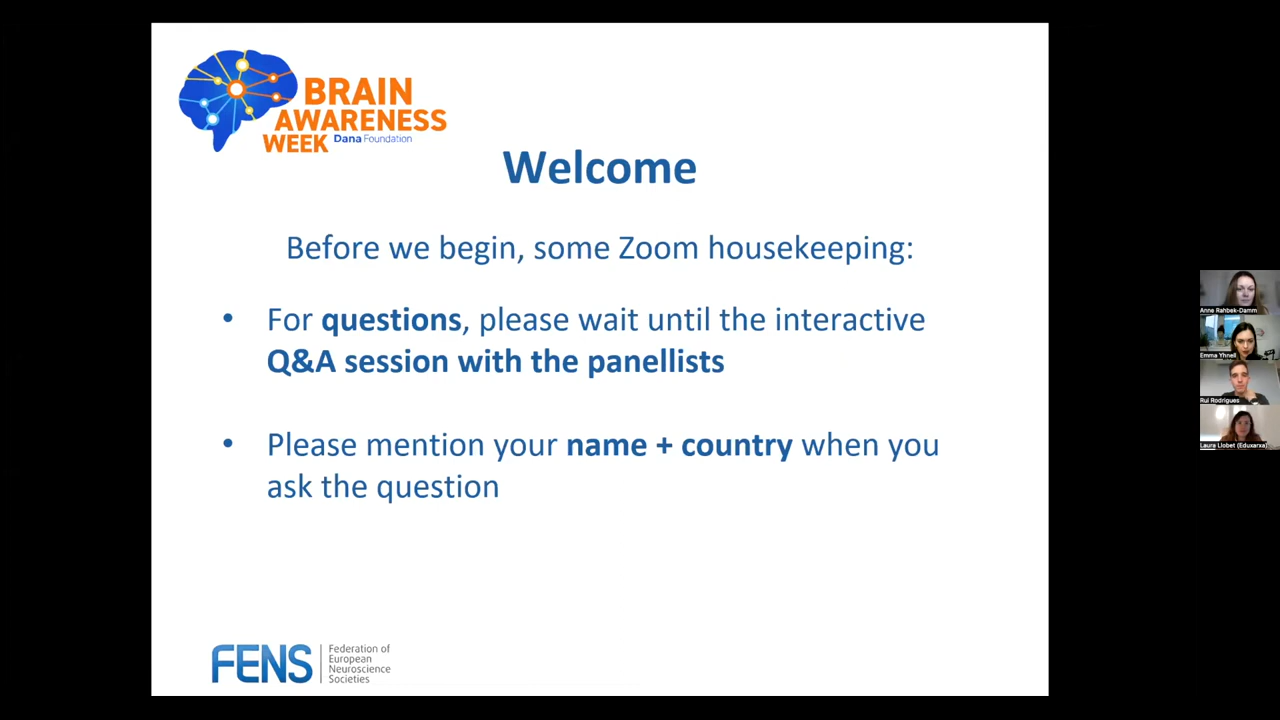 BRAIN
AWARENESS
WEEK Dana Foundation
Welcome
Before we begin, some Zoom housekeeping:
• For questions, please wait until the interactive
Q&A session with the panellists
• Please mention your name + country when you
ask the question
FENS
Federation of
European
Neuroscience
Societies
Anne Rahbek-Damm
Emma Yhnell
Rui Rodrigues
Laura Llobet (Eduxarxa)